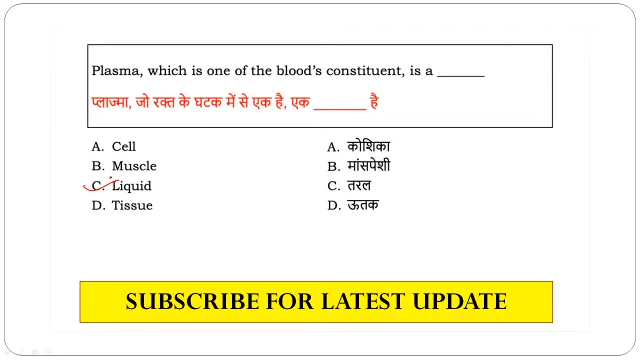 Plasma, which is one of the blood's constituent, is a ______
प्लाज्मा, जो रक्त के घटक में से एक है, एक ________ है
A. Cell
B. Muscle
C. Liquid
D. Tissue
A. कोशिका
B. मांसपेशी
C. तरल
D. ऊतक
SUBSCRIBE FOR LATEST UPDATE